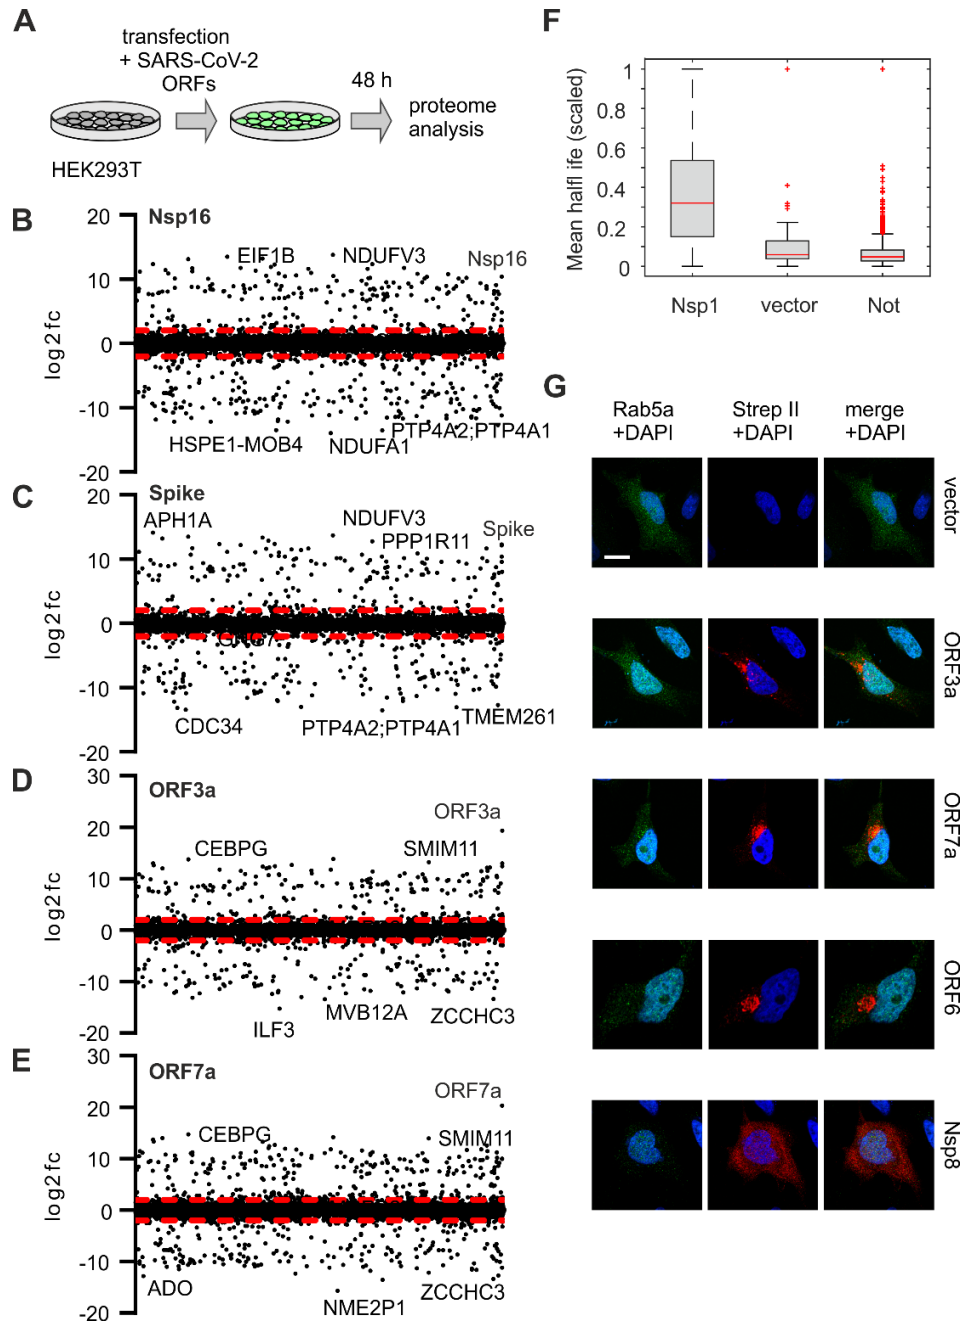 A
transfection
+ SARS-CoV-2
ORFs
48 h
proteome
analysis
HEK293T
B
Nsp16
20
10
0
-10
-20
log2fc
EIF1B
NDUFV3
Nsp16
HSPE1-MOB4
NDUFA1
PTP4A2;PTP4A1
C
Spike
20
10
0
-10
-20
log2fc
APH1A
NDUFV3
PPP1R11
Spike
CDC34
PTP4A2;PTP4A1
TMEM261
D
ORF3a
30
20
10
0
-10
-20
log2fc
ORF3a
CEBPG
SMIM11
ILF3
MVB12A
ZCCHC3
E
ORF7a
30
20
10
0
-10
-20
log2fc
ORF7a
CEBPG
SMIM11
ADO
NME2P1
ZCCHC3
F
Mean halfl ife (scaled)
1
0.8
0.6
0.4
0.2
0
Nsp1
vector
Not
G
Rab5a
+DAPI
Strep II
+DAPI
merge
+DAPI
vector
ORF3a
ORF7a
ORF6
Nsp8